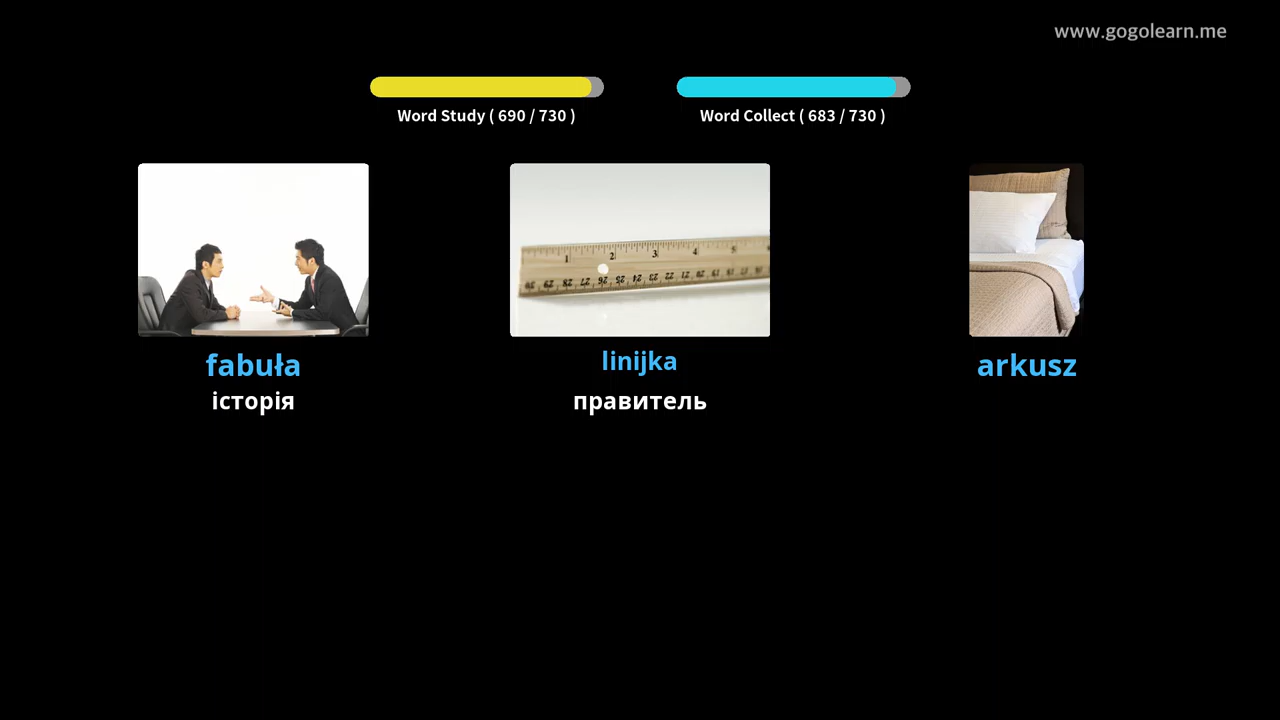 www.gogolearn.me
Word Study ( 690 / 730 )
Word Collect ( 683 / 730 )
fabuła
історія
linijka
правитель
arkusz